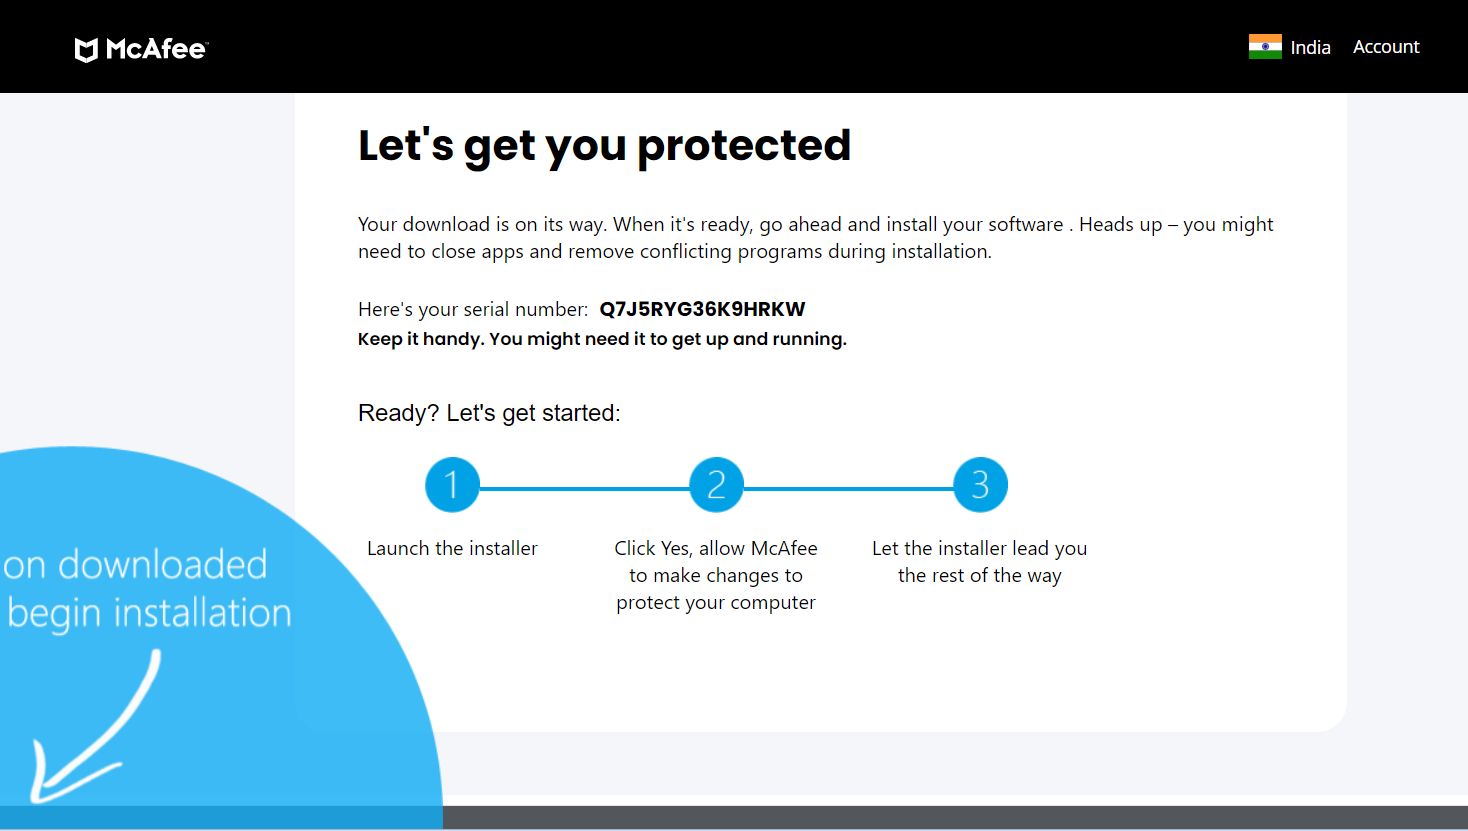 McAfee
India Account
Let's get you protected
Your download is on its way. When it's ready, go ahead and install your software . Heads up – you might
need to close apps and remove conflicting programs during installation.
Here's your serial number: Q7J5RYG36K9HRKW
Keep it handy. You might need it to get up and running.
Ready? Let's get started:
1
2
3
Launch the installer
Click Yes, allow McAfee
to make changes to
protect your computer
Let the installer lead you
the rest of the way
on downloaded
begin installation